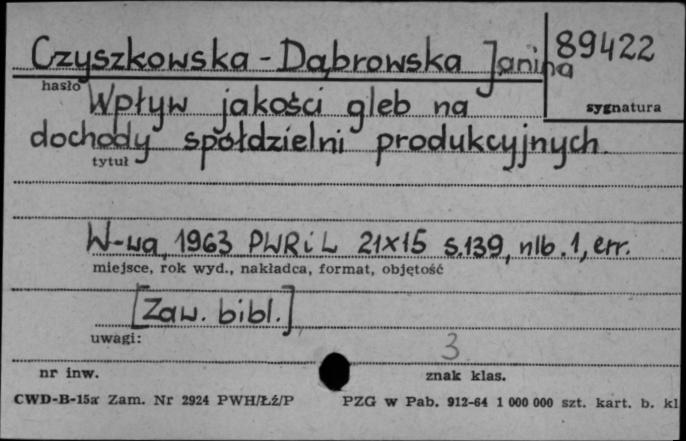 Czyszkowska - Dąbrowska Janina 89422
hasło
sygnatura
Wpływ jakości gleb na
dochody spółdzielni produkcyjnych.
tytuł
W-wa, 1963 PWRiL 21x15 s.139, nlb.1, err.
miejsce, rok wyd., nakładca, format, objętość
[Zaw. bibl.]
uwagi:
3
nr inw.
znak klas.
CWD-B-15a Zam. Nr 2924 PWH/Łź/P PZG w Pab. 912-64 1 000 000 szt. kart. b. kl